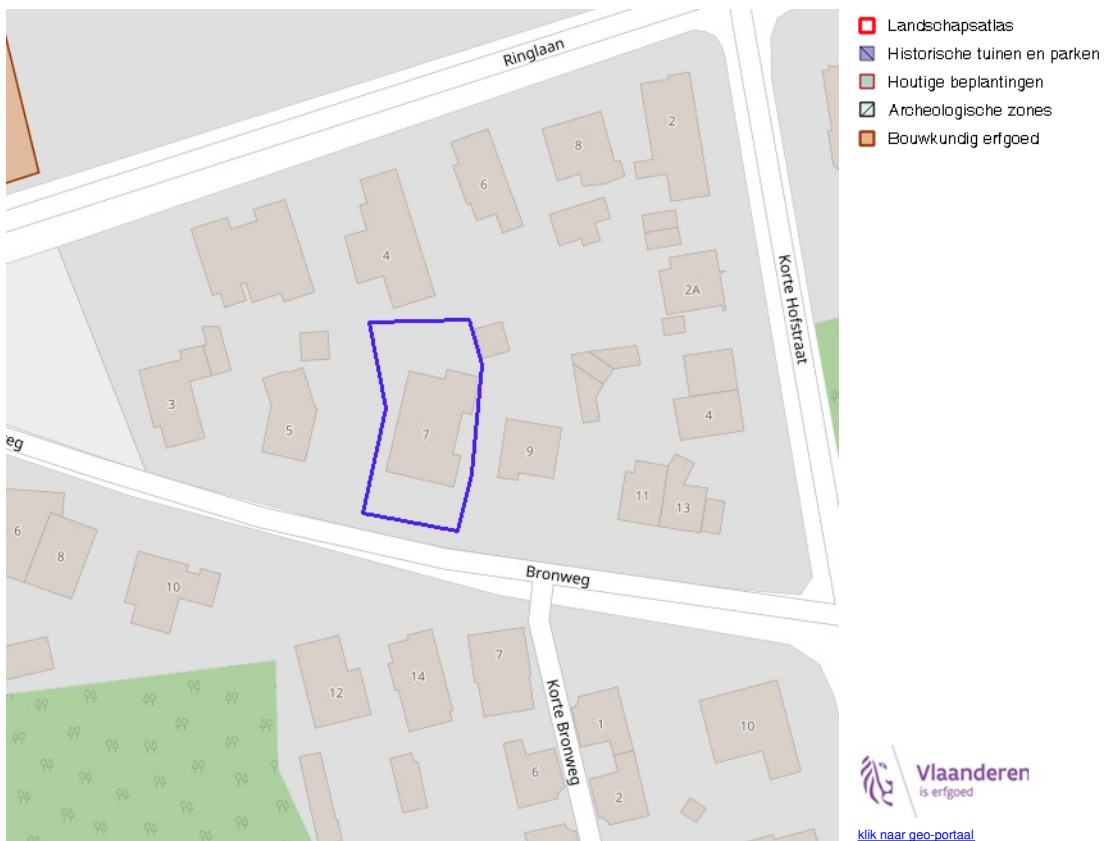 Landschapsatlas
Historische tuinen en parken
Houtige beplantingen
Archeologische zones
Bouwkundig erfgoed
Ringlaan
2
8
6
4
2A
Korte Hofstraat
3
5
7
9
4
11
13
eg
6
8
10
Bronweg
12
14
7
Korte Bronweg
1
10
6
2
Vlaanderen
is erfgoed
klik naar geo-portaal